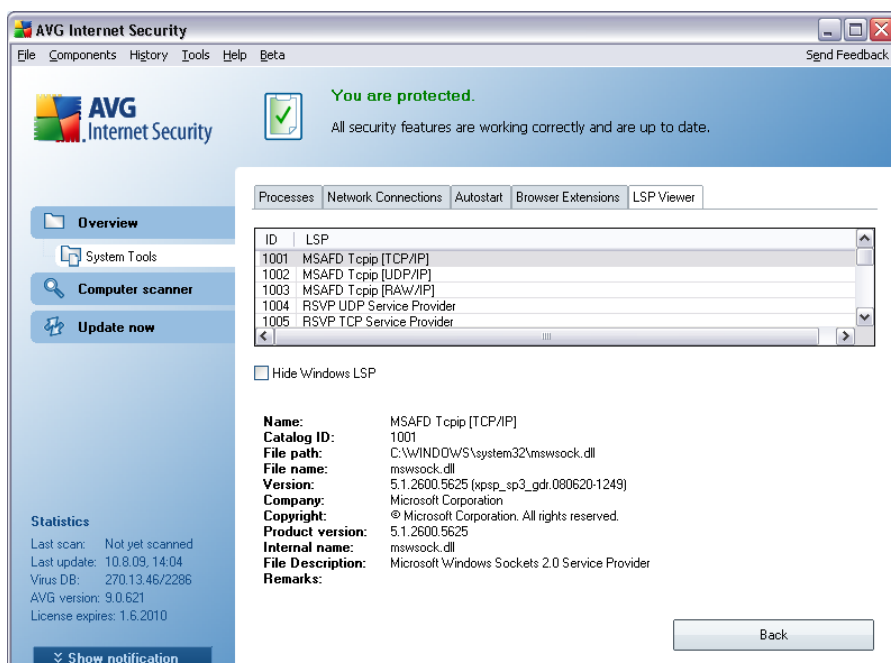 AVG Internet Security
File Components History Tools Help Beta Send Feedback
AVG
Internet Security
You are protected.
All security features are working correctly and are up to date.
Processes Network Connections Autostart Browser Extensions LSP Viewer
Overview
System Tools
Computer scanner
Update now
ID LSP
1001 MSAFD Tcpip [TCP/IP]
1002 MSAFD Tcpip [UDP/IP]
1003 MSAFD Tcpip [RAW/IP]
1004 RSVP UDP Service Provider
1005 RSVP TCP Service Provider
Hide Windows LSP
Name: MSAFD Tcpip [TCP/IP]
Catalog ID: 1001
File path: C:\WINDOWS\system32\mswsock.dll
File name: mswsock.dll
Version: 5.1.2600.5625 (xpsp_sp3_gdr.080620-1249)
Company: Microsoft Corporation
Copyright: © Microsoft Corporation. All rights reserved.
Product version: 5.1.2600.5625
Internal name: mswsock.dll
File Description: Microsoft Windows Sockets 2.0 Service Provider
Remarks:
Statistics
Last scan: Not yet scanned
Last update: 10.8.09, 14:04
Virus DB: 270.13.46/2286
AVG version: 9.0.621
License expires: 1.6.2010
Show notification
Back